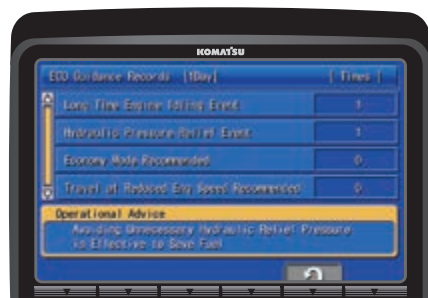 KOMATSU
ECO Guidance Records [1Day] [ Times ]
Long Time Engine Idling Event 1
Hydraulic Pressure Relief Event 1
Economy Mode Recommended 0
Travel at Reduced Eng Speed Recommended 0
Operational Advice
Avoiding Unnecessary Hydraulic Relief Pressure
is Effective to Save Fuel